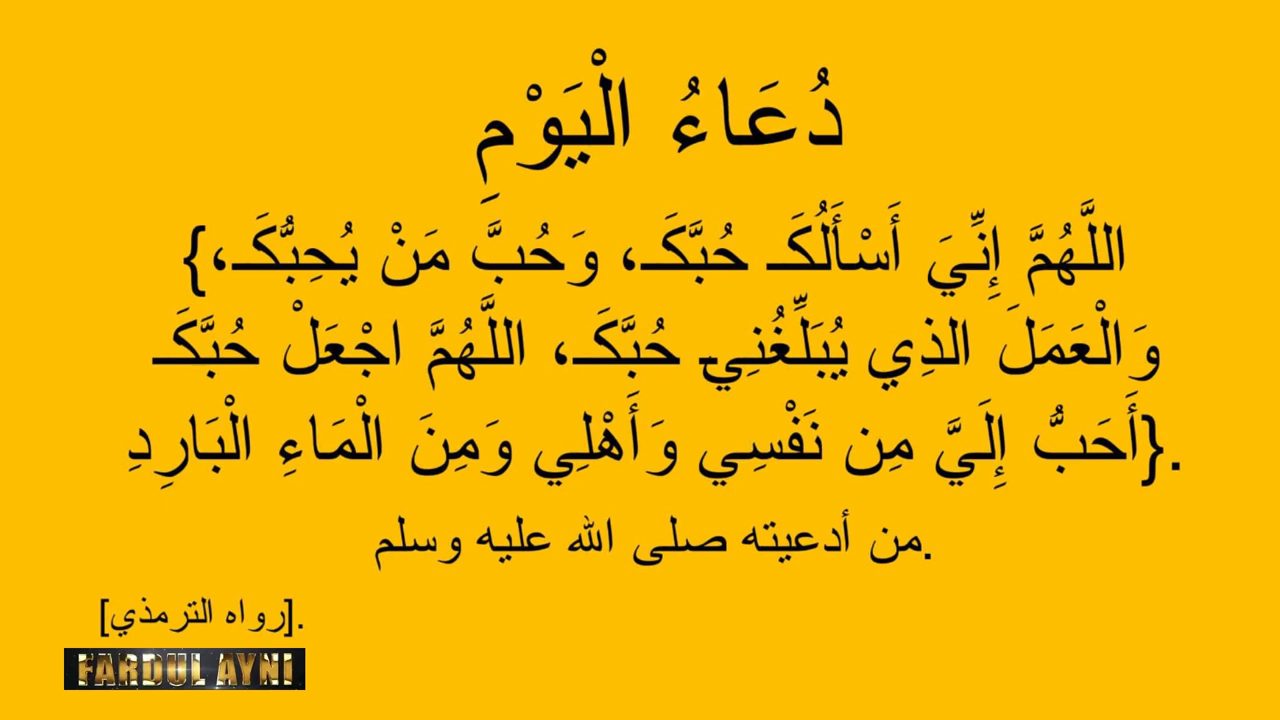 دُعَاءُ الْيَوْمِ
{اللَّهُمَّ إِنِّيَ أَسْأَلُكَ حُبَّكَ، وَحُبَّ مَنْ يُحِبُّكَ،
وَالْعَمَلَ الذِي يُبَلِّغُنِي حُبَّكَ، اللَّهُمَّ اجْعَلْ حُبَّكَ
أَحَبُّ إِلَيَّ مِن نَفْسِي وَأَهْلِي وَمِنَ الْمَاءِ الْبَارِدِ}.
من أدعيته صلى الله عليه وسلم.
[رواه الترمذي].
FARDUL AYNI